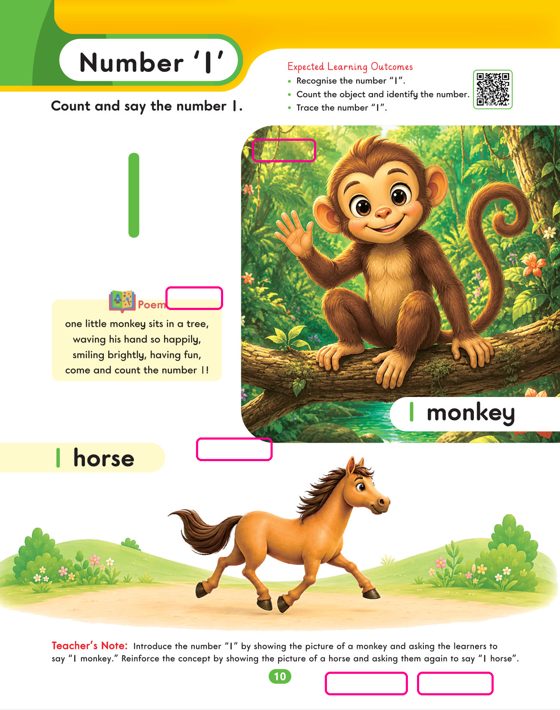 Number ‘1’
Expected Learning Outcomes
• Recognise the number “1”.
• Count the object and identify the number.
• Trace the number “1”.
Count and say the number 1.
1
Poem
one little monkey sits in a tree,
waving his hand so happily,
smiling brightly, having fun,
come and count the number 1!
1 monkey
1 horse
Teacher’s Note: Introduce the number “1” by showing the picture of a monkey and asking the learners to
say “1 monkey.” Reinforce the concept by showing the picture of a horse and asking them again to say “1 horse”.
10